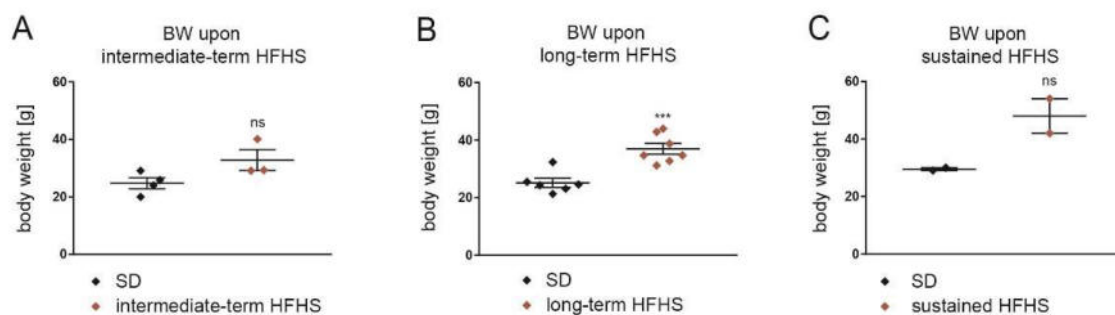 A
BW upon
intermediate-term HFHS
body weight [g]
60
40
20
0
ns
SD
intermediate-term HFHS
B
BW upon
long-term HFHS
body weight [g]
60
40
20
0
***
SD
long-term HFHS
C
BW upon
sustained HFHS
body weight [g]
60
40
20
0
ns
SD
sustained HFHS